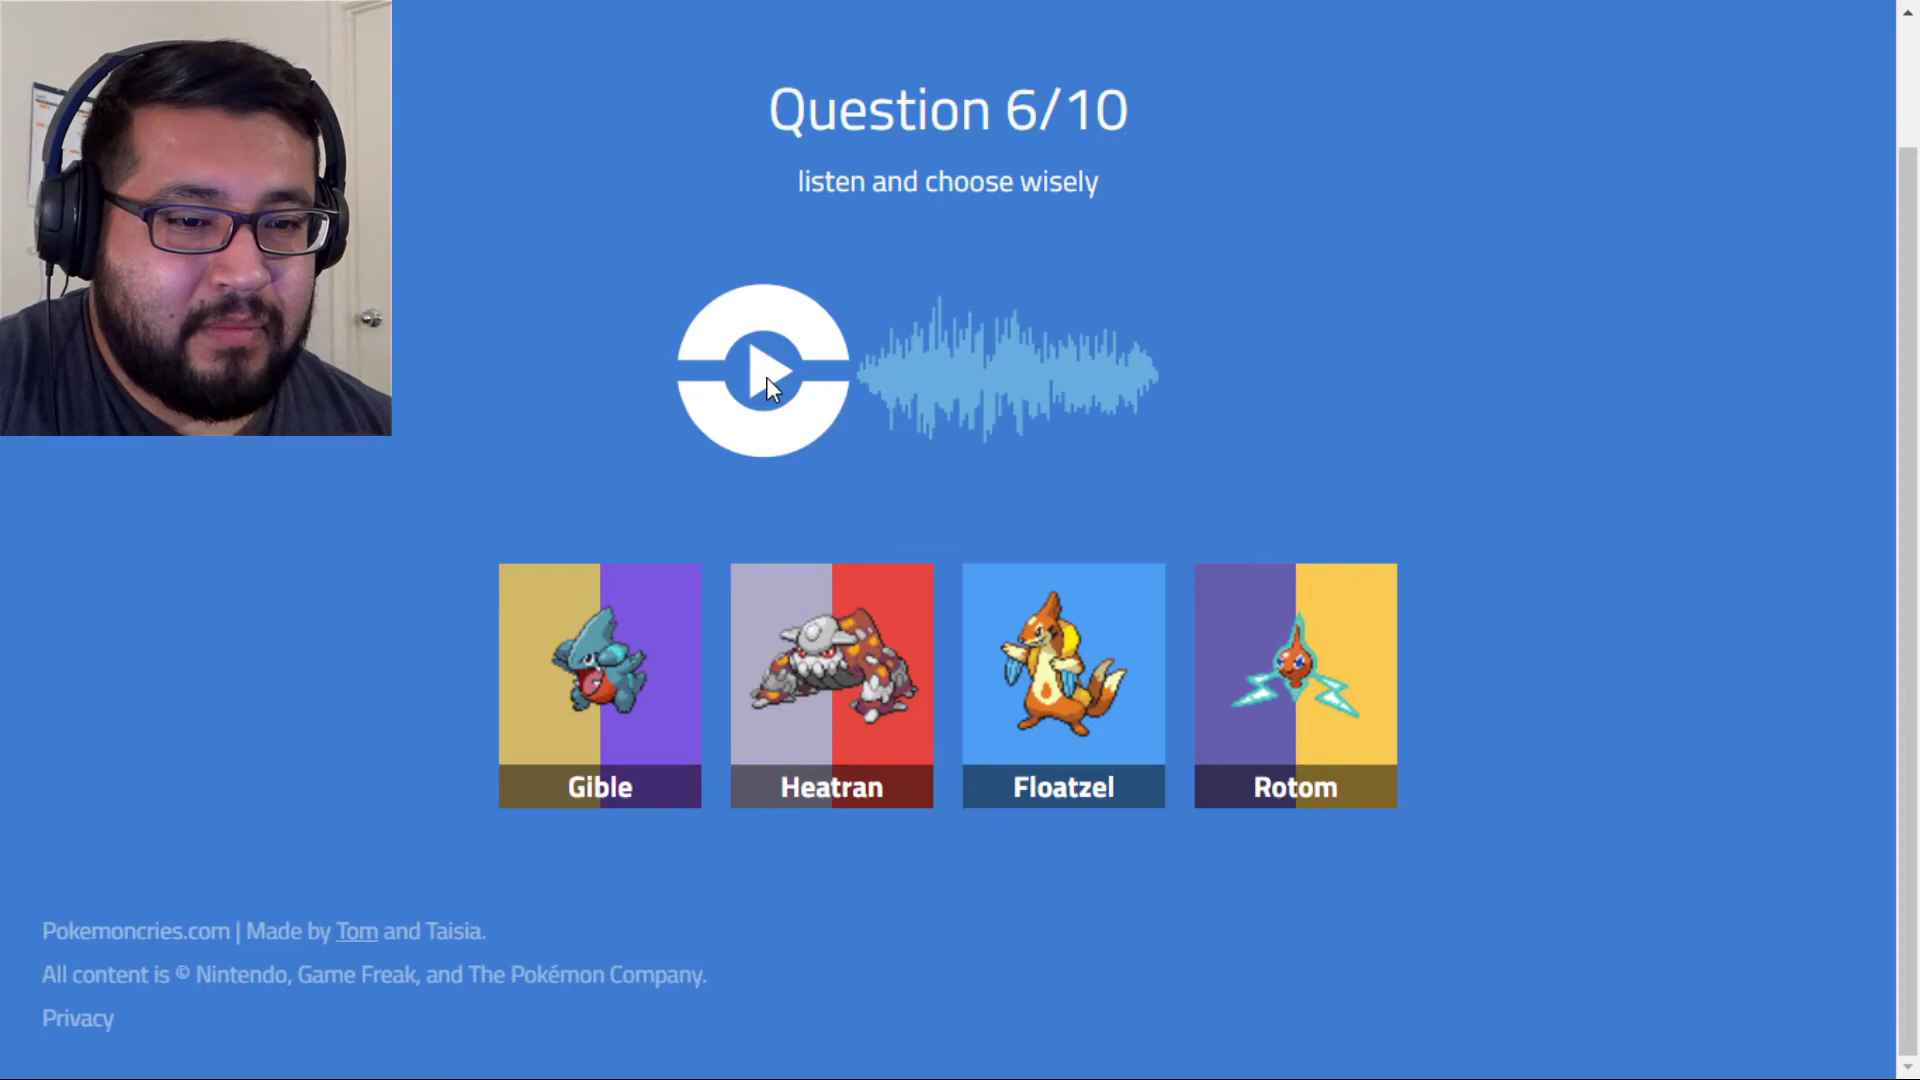 Question 6/10
listen and choose wisely
Gible
Heatran
Floatzel
Rotom
Pokemoncries.com | Made by Tom and Taisia.
All content is © Nintendo, Game Freak, and The Pokémon Company.
Privacy